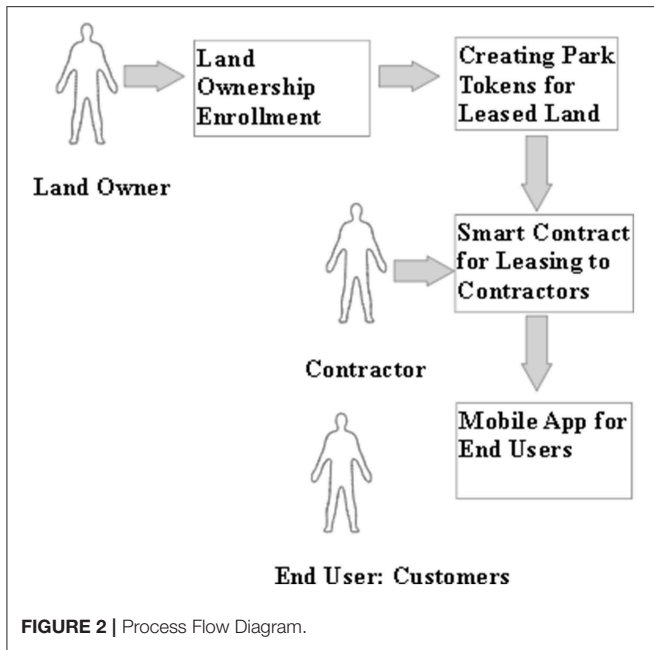 Land
Ownership
Enrollment
Creating Park
Tokens for
Leased Land
Land Owner
Smart Contract
for Leasing to
Contractors
Contractor
Mobile App for
End Users
End User: Customers
FIGURE 2 | Process Flow Diagram.